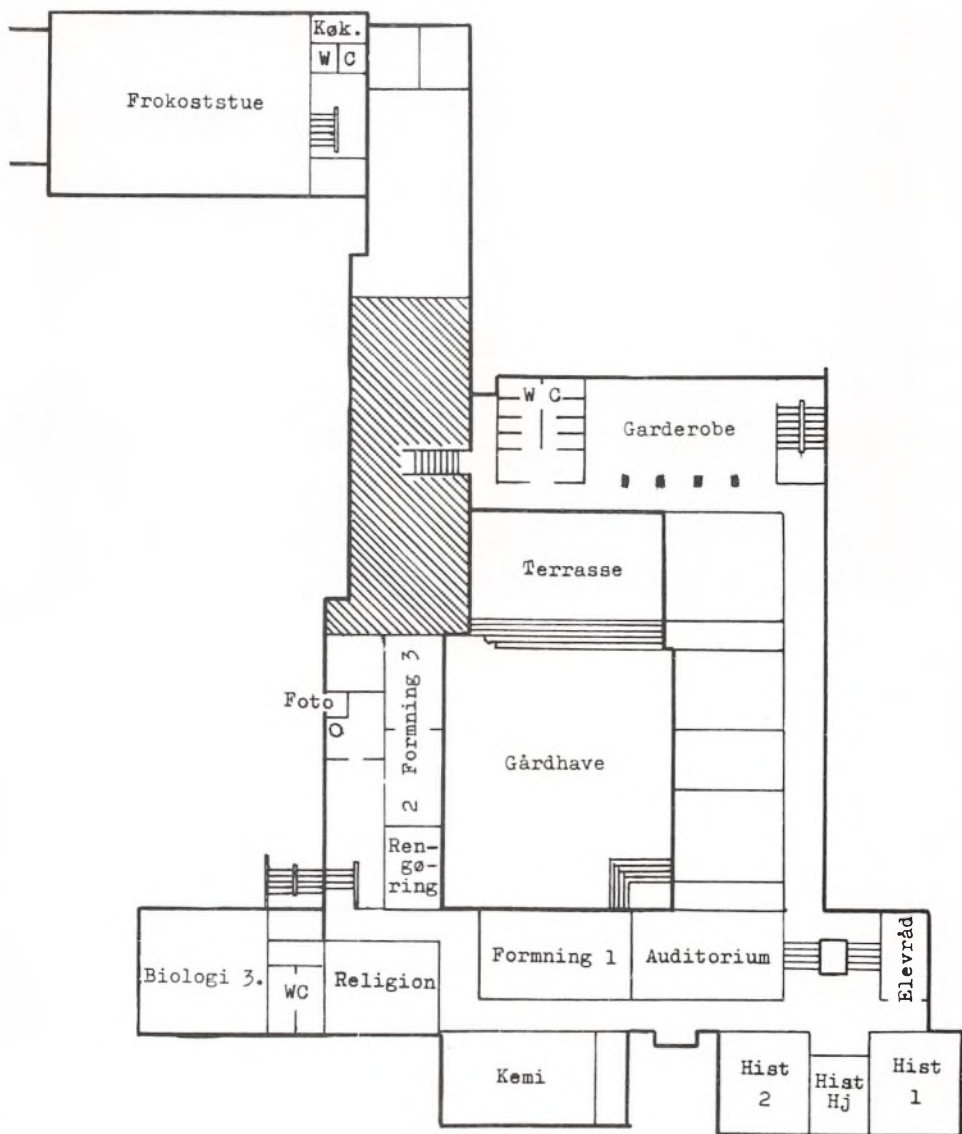 Køk.
W C
Frokoststue
W C
Garderobe
Terrasse
Foto
2 Formning 3
Gårdhave
Ren-
gø-
ring
Biologi 3.
WC
Religion
Formning 1
Auditorium
Elevråd
Kemi
Hist
2
Hist
Hj
Hist
1